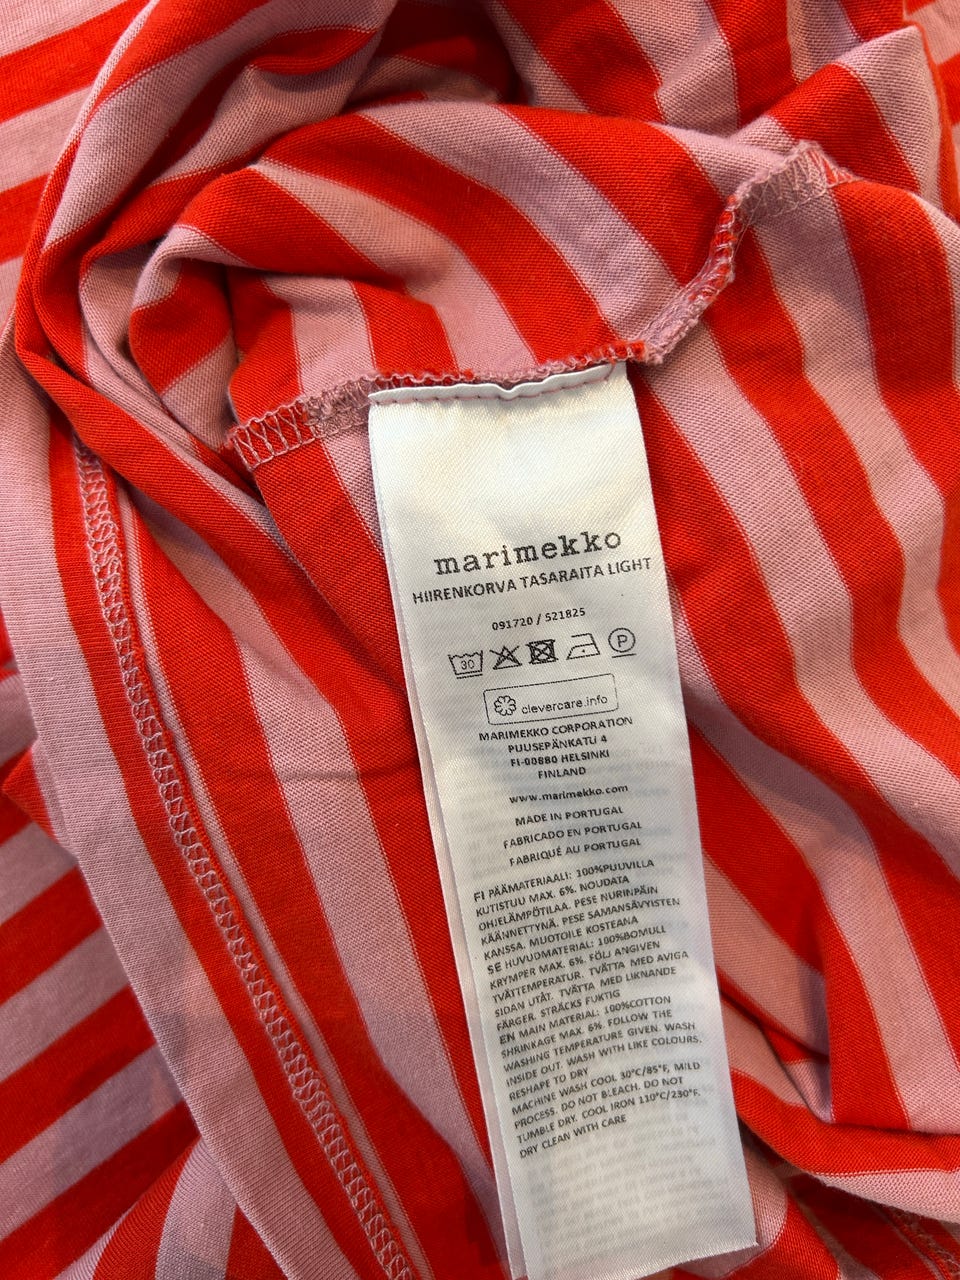 marimekko
HIIRENKORVA TASARAITA LIGHT
091720 / 521825
30 P
clevercare.info
MARIMEKKO CORPORATION
PUUSEPÄNKATU 4
FI-00880 HELSINKI
FINLAND
www.marimekko.com
MADE IN PORTUGAL
FABRICADO EN PORTUGAL
FABRIQUÉ AU PORTUGAL
FI PÄÄMATERIAALI: 100%PUUVILLA
KUTISTUU MAX. 6%. NOUDATA
OHJELÄMPÖTILAA. PESE NURINPÄIN
KÄÄNNETTYNÄ. PESE SAMANSÄVYISTEN
KANSSA. MUOTOILE KOSTEANA
SE HUVUDMATERIAL: 100%BOMULL
KRYMPER MAX. 6%. FÖLJ ANGIVEN
TVÄTTEMPERATUR. TVÄTTA MED AVIGA
SIDAN UTÅT. TVÄTTA MED LIKNANDE
FÄRGER. STRÄCKS FUKTIG
EN MAIN MATERIAL: 100%COTTON
SHRINKAGE MAX. 6%. FOLLOW THE
WASHING TEMPERATURE GIVEN. WASH
INSIDE OUT. WASH WITH LIKE COLOURS.
RESHAPE TO DRY
MACHINE WASH COOL 30°C/85°F, MILD
PROCESS. DO NOT BLEACH. DO NOT
TUMBLE DRY. COOL IRON 110°C/230°F.
DRY CLEAN WITH CARE